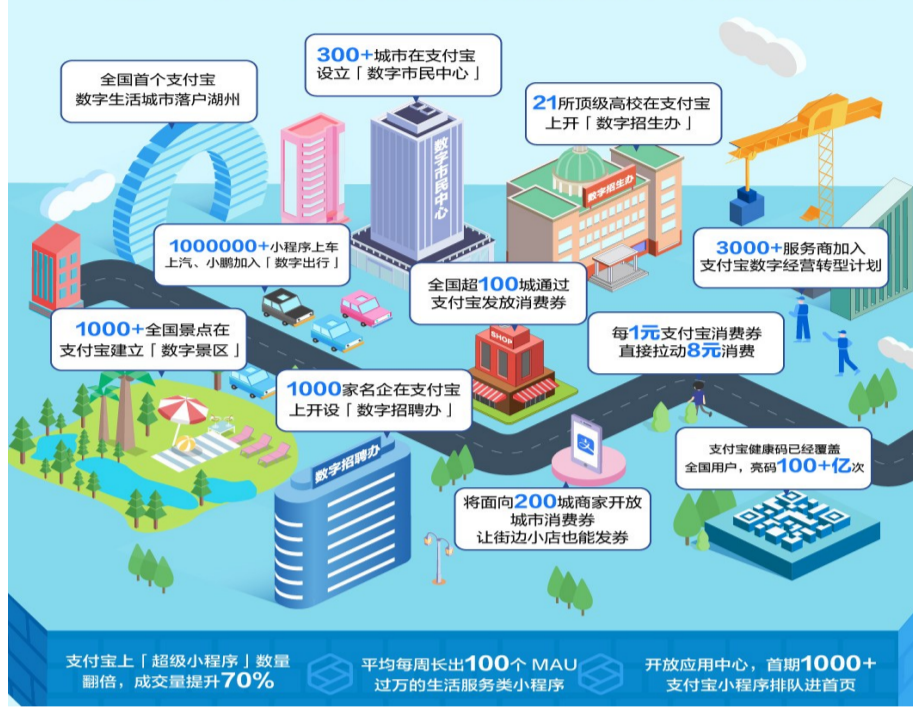 全国首个支付宝
数字生活城市落户湖州
300+城市在支付宝
设立「数字市民中心」
21所顶级高校在支付宝
上开「数字招生办」
数字市民中心
数字招生办
1000000+小程序上车
上汽、小鹏加入「数字出行」
3000+服务商加入
支付宝数字经营转型计划
全国超100城通过
支付宝发放消费券
1000+全国景点在
支付宝建立「数字景区」
SHOP
每1元支付宝消费券
直接拉动8元消费
1000家名企在支付宝
上开设「数字招聘办」
数字招聘办
支
支付宝健康码已经覆盖
全国用户，亮码100+亿次
将面向200城商家开放
城市消费券
让街边小店也能发券
支付宝上「超级小程序」数量
翻倍，成交量提升70%
平均每周长出100个 MAU
过万的生活服务类小程序
开放应用中心，首期1000+
支付宝小程序排队进首页